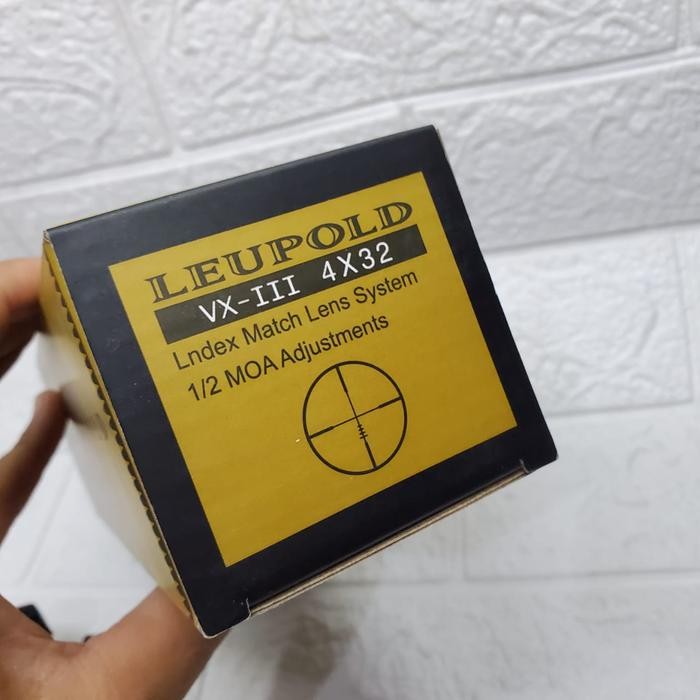 LEUPOLD
VX-III 4X32
Lndex Match Lens System
1/2 MOA Adjustments